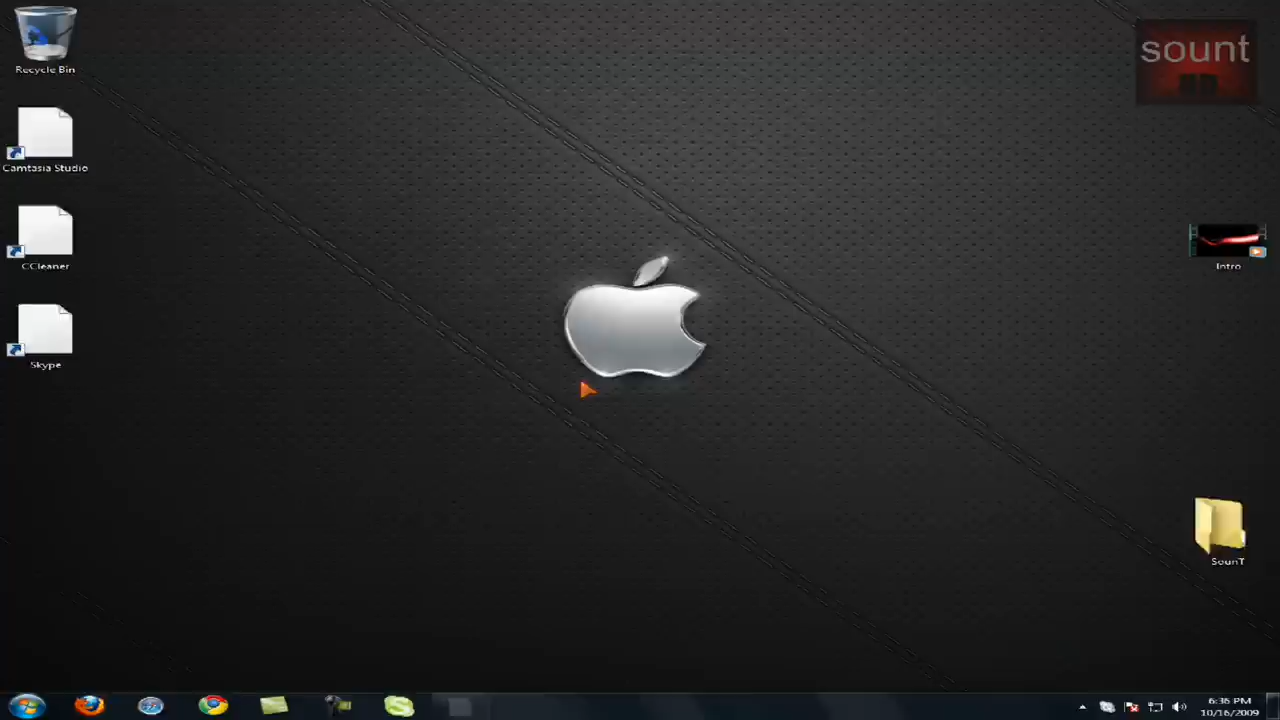 Recycle Bin
sount
Camtasia Studio
CCleaner
Intro
Skype
SounT
6:36 PM
10/16/2009